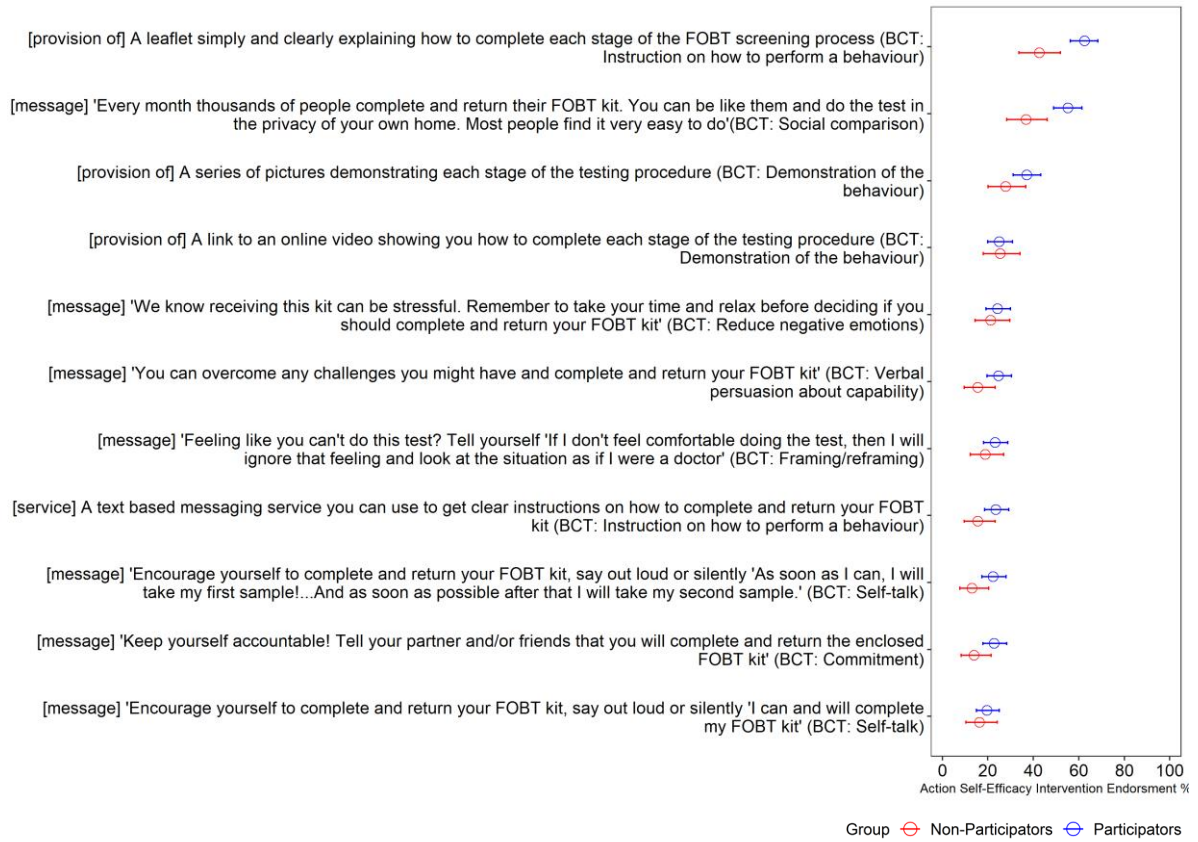 [provision of] A leaflet simply and clearly explaining how to complete each stage of the FOBT screening process (BCT:
Instruction on how to perform a behaviour)
[message] 'Every month thousands of people complete and return their FOBT kit. You can be like them and do the test in
the privacy of your own home. Most people find it very easy to do'(BCT: Social comparison)
[provision of] A series of pictures demonstrating each stage of the testing procedure (BCT: Demonstration of the
behaviour)
[provision of] A link to an online video showing you how to complete each stage of the testing procedure (BCT:
Demonstration of the behaviour)
[message] 'We know receiving this kit can be stressful. Remember to take your time and relax before deciding if you
should complete and return your FOBT kit' (BCT: Reduce negative emotions)
[message] 'You can overcome any challenges you might have and complete and return your FOBT kit' (BCT: Verbal
persuasion about capability)
[message] 'Feeling like you can't do this test? Tell yourself 'If I don't feel comfortable doing the test, then I will
ignore that feeling and look at the situation as if I were a doctor' (BCT: Framing/reframing)
[service] A text based messaging service you can use to get clear instructions on how to complete and return your FOBT
kit (BCT: Instruction on how to perform a behaviour)
[message] 'Encourage yourself to complete and return your FOBT kit, say out loud or silently 'As soon as I can, I will
take my first sample!...And as soon as possible after that I will take my second sample.' (BCT: Self-talk)
[message] 'Keep yourself accountable! Tell your partner and/or friends that you will complete and return the enclosed
FOBT kit' (BCT: Commitment)
[message] 'Encourage yourself to complete and return your FOBT kit, say out loud or silently 'I can and will complete
my FOBT kit' (BCT: Self-talk)
0 20 40 60 80 100
Action Self-Efficacy Intervention Endorsment %
Group Non-Participators Participators